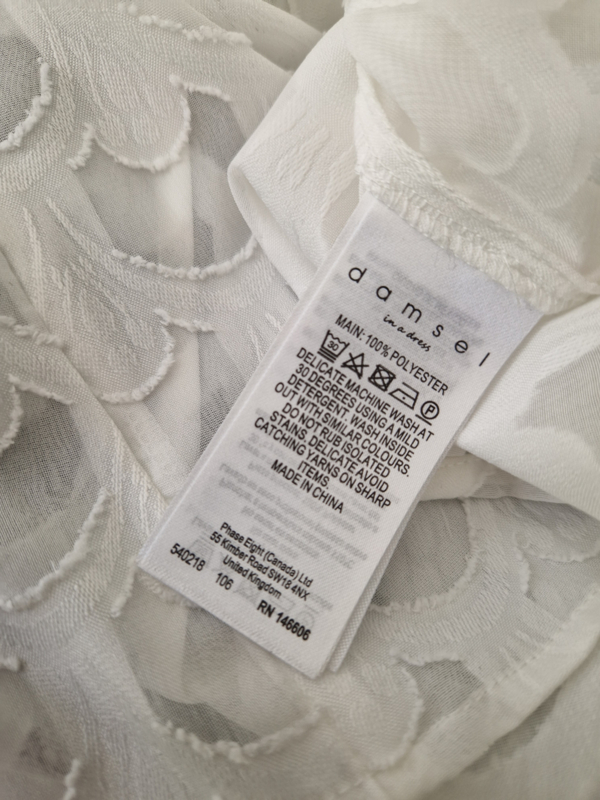 damsel
in a dress
MAIN: 100% POLYESTER
30
P
DELICATE MACHINE WASH AT
30 DEGREES USING A MILD
DETERGENT. WASH INSIDE
OUT WITH SIMILAR COLOURS.
DO NOT RUB ISOLATED
STAINS, DELICATE AVOID
CATCHING YARNS ON SHARP
ITEMS.
MADE IN CHINA
Phase Eight (Canada) Ltd
55 Kimber Road SW18 4NX
United Kingdom
540218 106 RN 146606